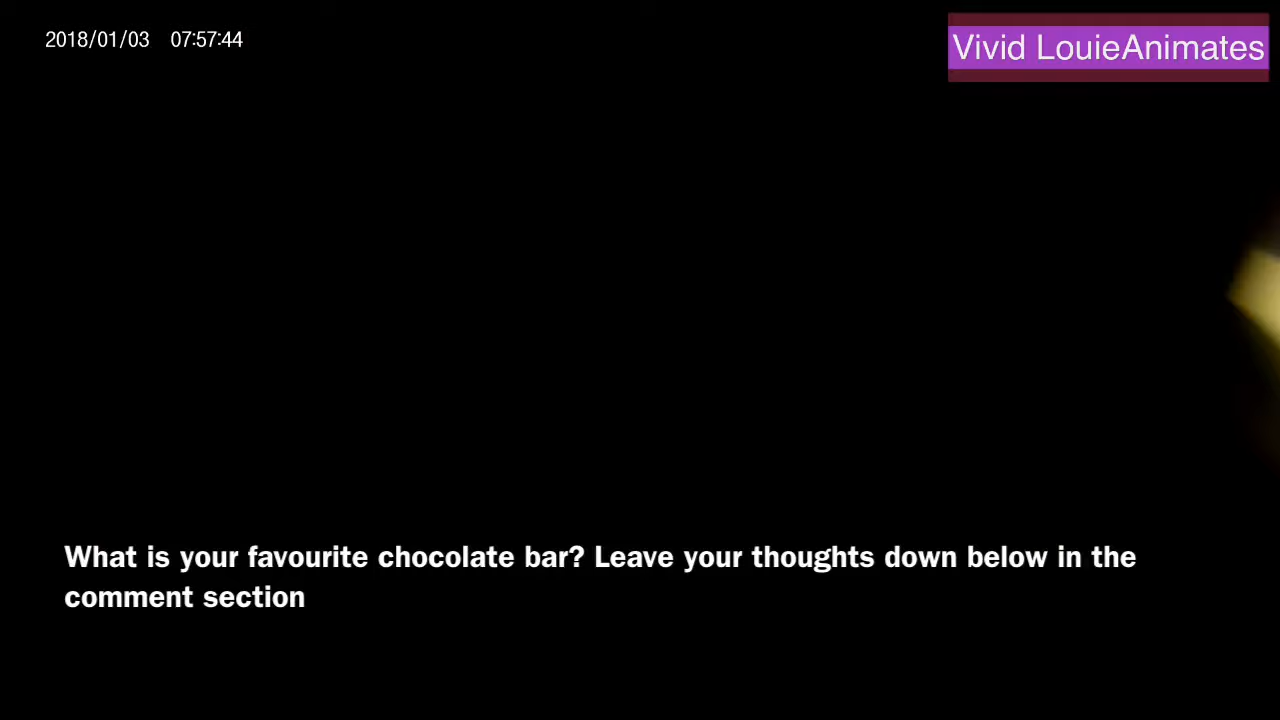 2018/01/03 07:57:44
Vivid LouieAnimates
What is your favourite chocolate bar? Leave your thoughts down below in the
comment section